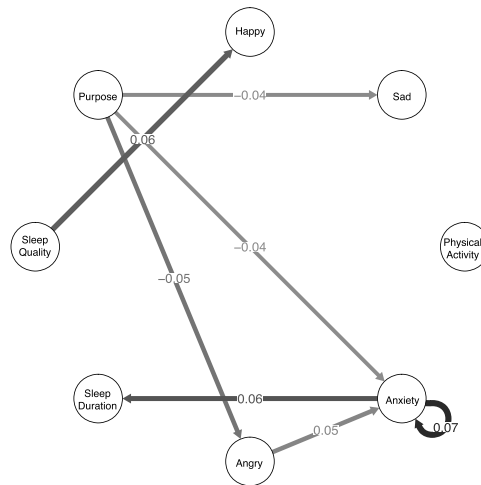 Happy
Purpose
−0.04
Sad
0.06
Sleep
Quality
−0.04
Physical
Activity
−0.05
Sleep
Duration
0.06
Anxiety
0.05
0.07
Angry